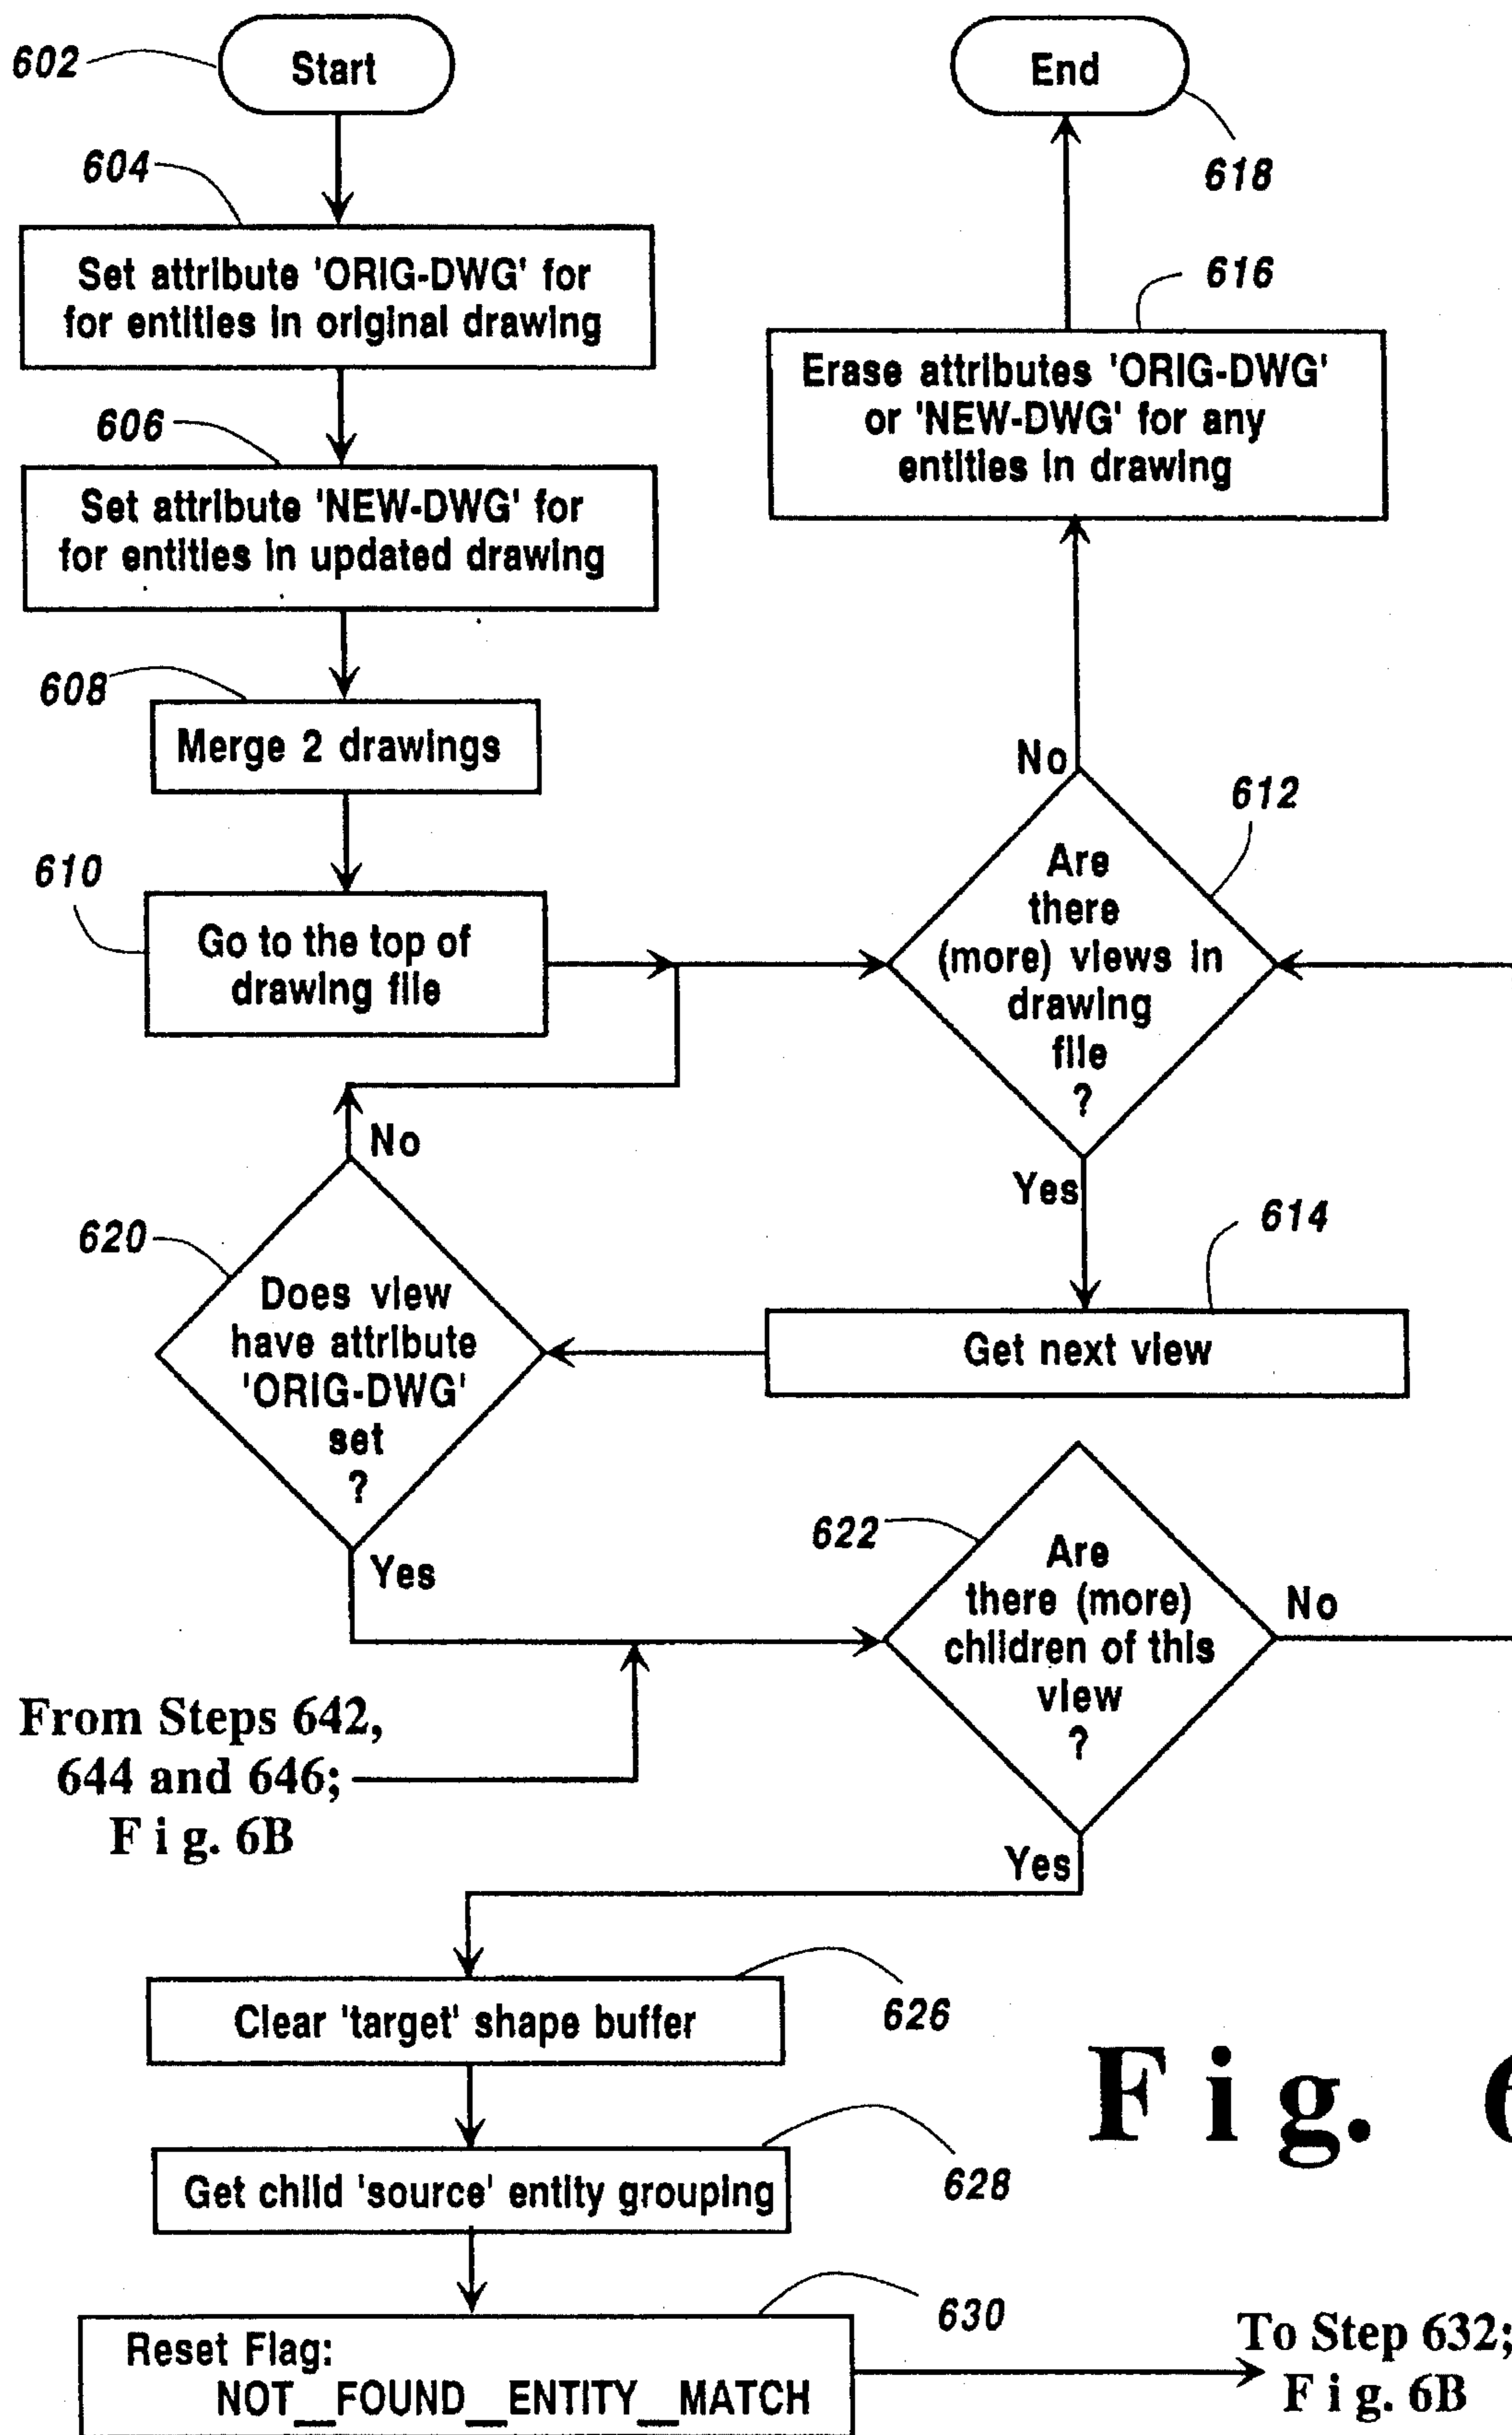 602
Start
604
Set attribute 'ORIG-DWG' for
for entities in original drawing
606
Set attribute 'NEW-DWG' for
for entities in updated drawing
608
Merge 2 drawings
610
Go to the top of
drawing file
End
618
616
Erase attributes 'ORIG-DWG'
or 'NEW-DWG' for any
entities in drawing
No
612
Are
there
(more) views in
drawing
file
?
Yes
614
Get next view
No
620
Does view
have attribute
'ORIG-DWG'
set
?
Yes
622
Are
there (more)
children of this
view
?
No
From Steps 642,
644 and 646;
F i g. 6B
Yes
626
Clear 'target' shape buffer
628
Get child 'source' entity grouping
630
Reset Flag:
NOT_FOUND_ENTITY_MATCH
To Step 632;
F i g. 6B
F i g.